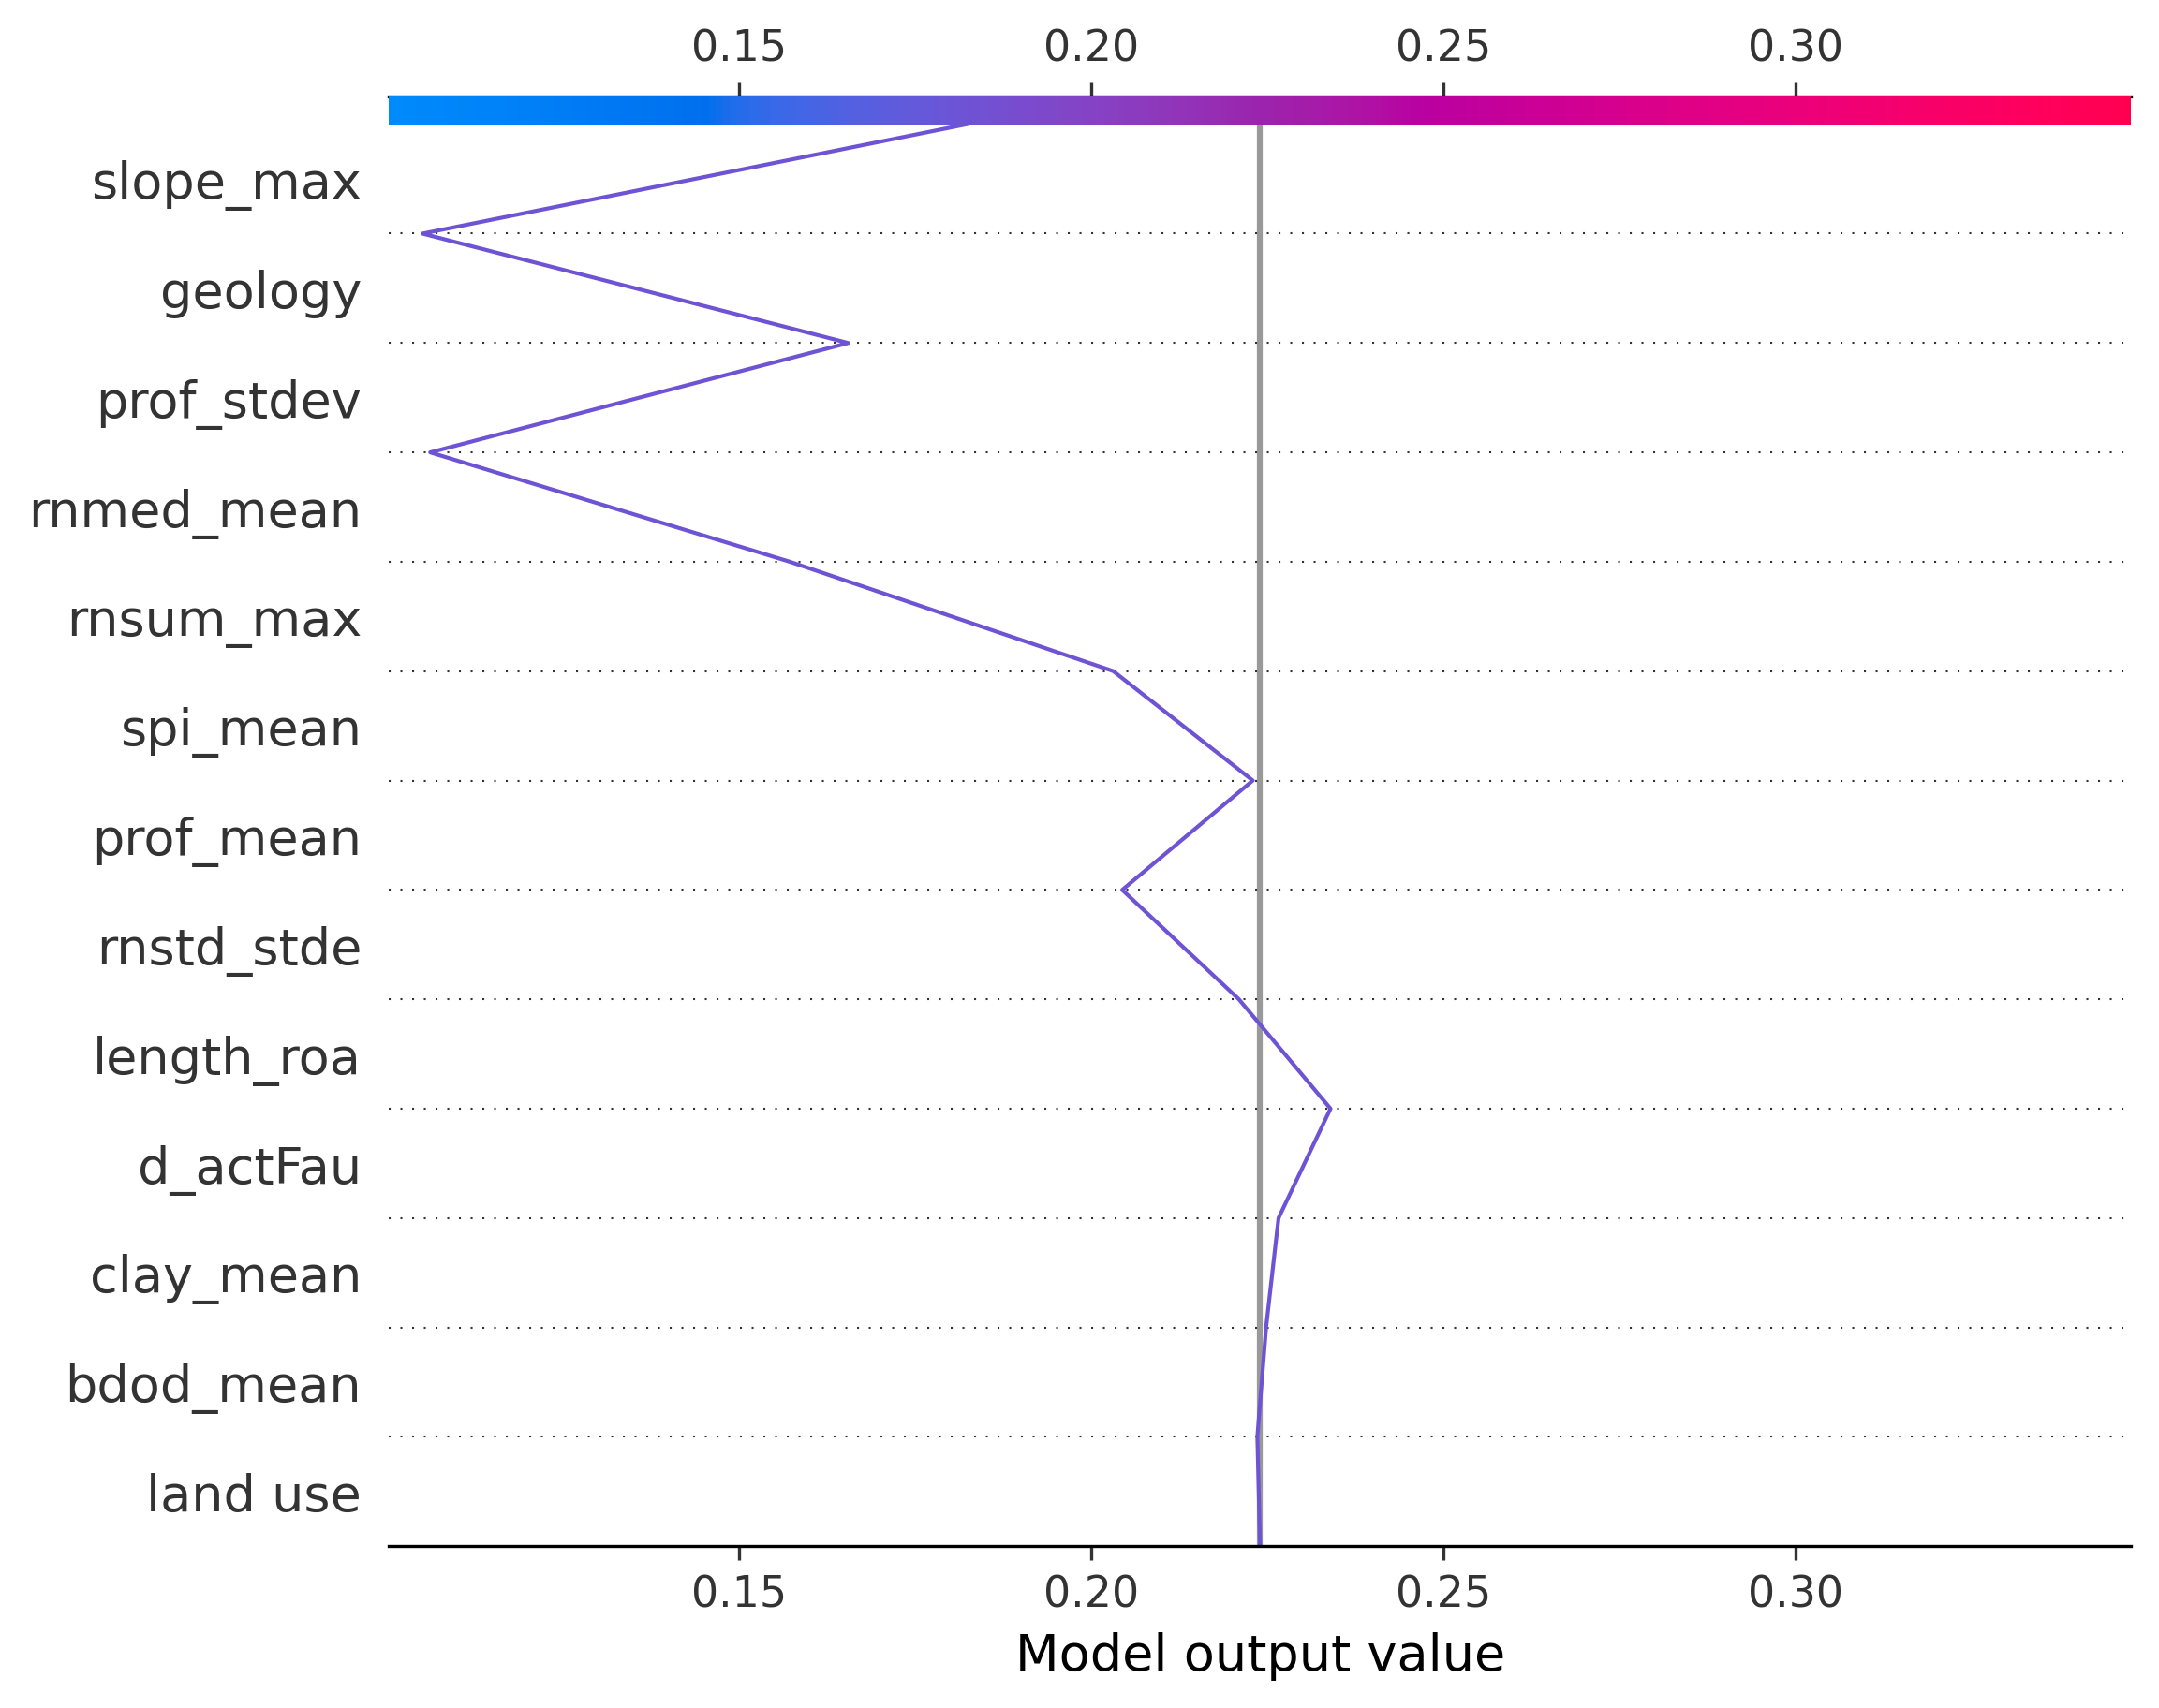 0.15 0.20 0.25 0.30
slope_max
geology
prof_stdev
rnmed_mean
rnsum_max
spi_mean
prof_mean
rnstd_stde
length_roa
d_actFau
clay_mean
bdod_mean
land use
0.15 0.20 0.25 0.30
Model output value